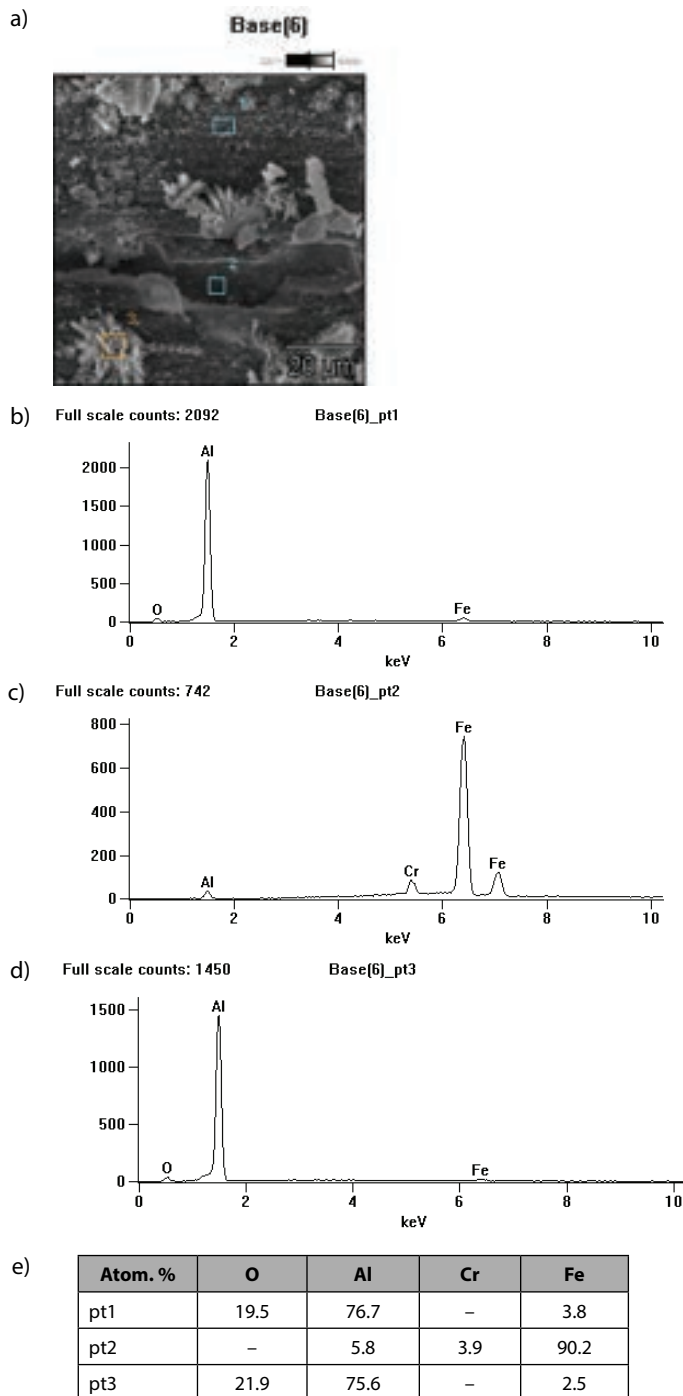 a)
Base(6)
20 µm
b) Full scale counts: 2092 Base(6)_pt1
Al
2000
1500
1000
500
O Fe
0
0 2 4 6 8 10
keV
c) Full scale counts: 742 Base(6)_pt2
800
Fe
600
400
200
Al Cr Fe
0
0 2 4 6 8 10
keV
d) Full scale counts: 1450 Base(6)_pt3
1500
Al
1000
500
O Fe
0
0 2 4 6 8 10
keV
e)
Atom. % O Al Cr Fe
pt1 19.5 76.7 – 3.8
pt2 – 5.8 3.9 90.2
pt3 21.9 75.6 – 2.5